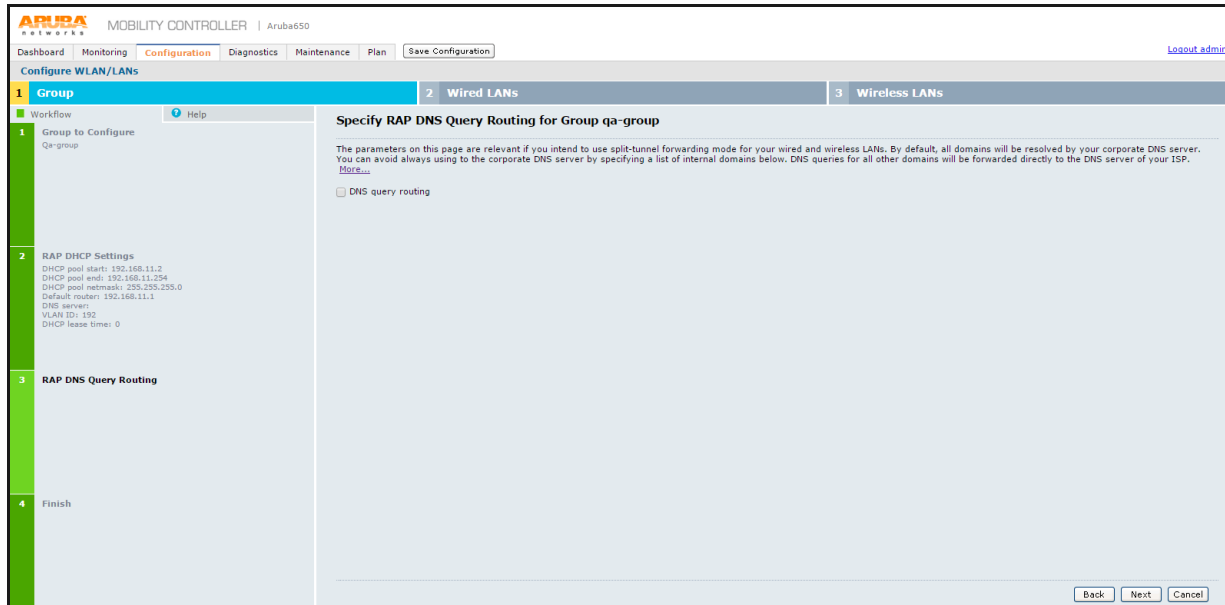 ARUBA networks MOBILITY CONTROLLER | Aruba650
Dashboard Monitoring Configuration Diagnostics Maintenance Plan Save Configuration Logout admin
Configure WLAN/LANs
1 Group 2 Wired LANs 3 Wireless LANs
Workflow ? Help
1 Group to Configure
Qa-group
2 RAP DHCP Settings
DHCP pool start: 192.168.11.2
DHCP pool end: 192.168.11.254
DHCP pool netmask: 255.255.255.0
Default router: 192.168.11.1
DNS server:
VLAN ID: 192
DHCP lease time: 0
3 RAP DNS Query Routing
4 Finish
Specify RAP DNS Query Routing for Group qa-group
The parameters on this page are relevant if you intend to use split-tunnel forwarding mode for your wired and wireless LANs. By default, all domains will be resolved by your corporate DNS server.
You can avoid always using to the corporate DNS server by specifying a list of internal domains below. DNS queries for all other domains will be forwarded directly to the DNS server of your ISP.
More...
DNS query routing
Back Next Cancel